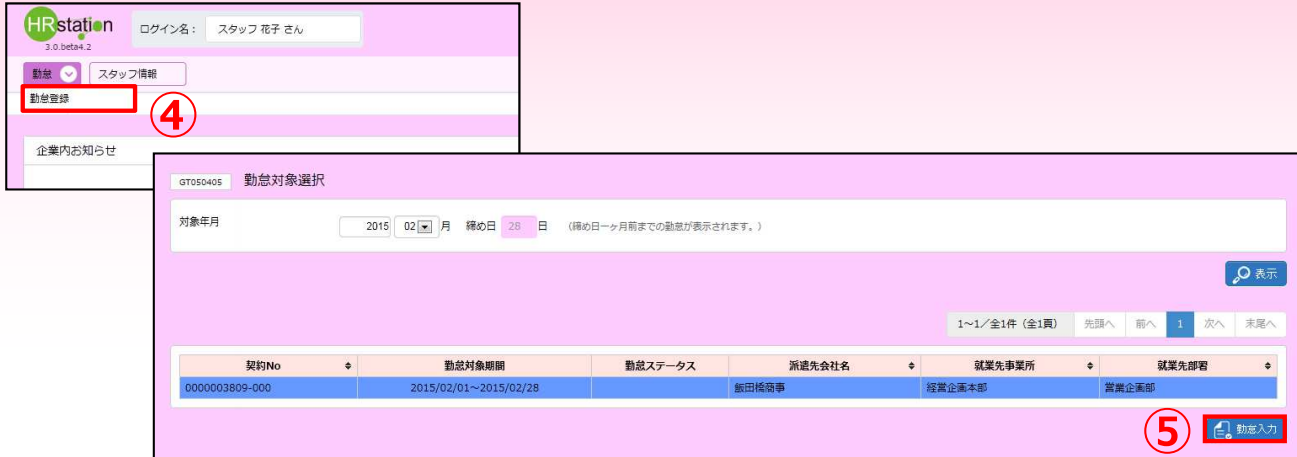 HRstation
3.0.beta4.2
ログイン名： スタッフ 花子 さん
勤怠 スタッフ情報
勤怠登録
④
企業内お知らせ
GT050405 勤怠対象選択
対象年月 2015 02 月 締め日 28 日 （締め日一ヶ月前までの勤怠が表示されます。）
表示
1～1／全1件（全1頁） 先頭へ 前へ 1 次へ 末尾へ
契約No 勤怠対象期間 勤怠ステータス 派遣先会社名 就業先事業所 就業先部署
0000003809-000 2015/02/01～2015/02/28 飯田橋商事 経営企画本部 営業企画部
⑤ 勤怠入力